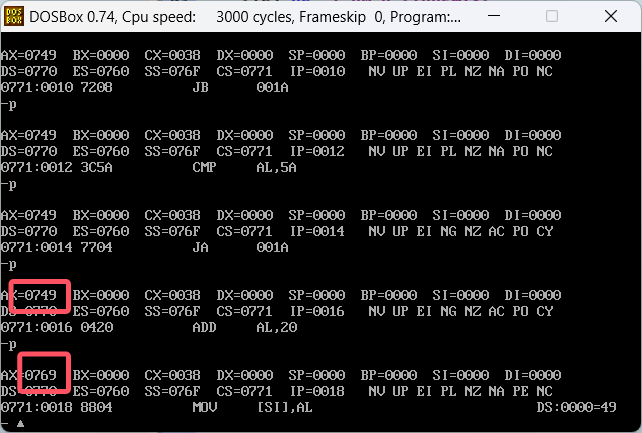 DOS BOX DOSBox 0.74, Cpu speed: 3000 cycles, Frameskip 0, Program:...
AX=0749 BX=0000 CX=0038 DX=0000 SP=0000 BP=0000 SI=0000 DI=0000
DS=0770 ES=0760 SS=076F CS=0771 IP=0010 NV UP EI PL NZ NA PO NC
0771:0010 7208 JB 001A
-p
AX=0749 BX=0000 CX=0038 DX=0000 SP=0000 BP=0000 SI=0000 DI=0000
DS=0770 ES=0760 SS=076F CS=0771 IP=0012 NV UP EI PL NZ NA PO NC
0771:0012 3C5A CMP AL,5A
-p
AX=0749 BX=0000 CX=0038 DX=0000 SP=0000 BP=0000 SI=0000 DI=0000
DS=0770 ES=0760 SS=076F CS=0771 IP=0014 NV UP EI NG NZ AC PO CY
0771:0014 7704 JA 001A
-p
AX=0749 BX=0000 CX=0038 DX=0000 SP=0000 BP=0000 SI=0000 DI=0000
DS=0770 ES=0760 SS=076F CS=0771 IP=0016 NV UP EI NG NZ AC PO CY
0771:0016 0420 ADD AL,20
-p
AX=0769 BX=0000 CX=0038 DX=0000 SP=0000 BP=0000 SI=0000 DI=0000
DS=0770 ES=0760 SS=076F CS=0771 IP=0018 NV UP EI PL NZ NA PE NC
0771:0018 8804 MOV [SI],AL DS:0000=49
-